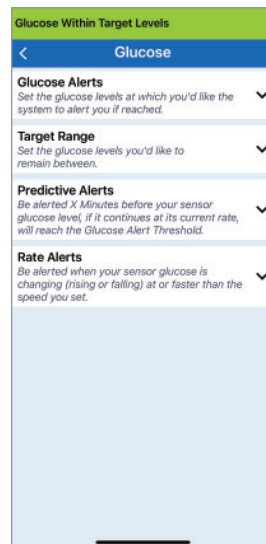 Glucose Within Target Levels
Glucose
Glucose Alerts
Set the glucose levels at which you'd like the
system to alert you if reached.
Target Range
Set the glucose levels you'd like to
remain between.
Predictive Alerts
Be alerted X Minutes before your sensor
glucose level, if it continues at its current rate,
will reach the Glucose Alert Threshold.
Rate Alerts
Be alerted when your sensor glucose is
changing (rising or falling) at or faster than the
speed you set.